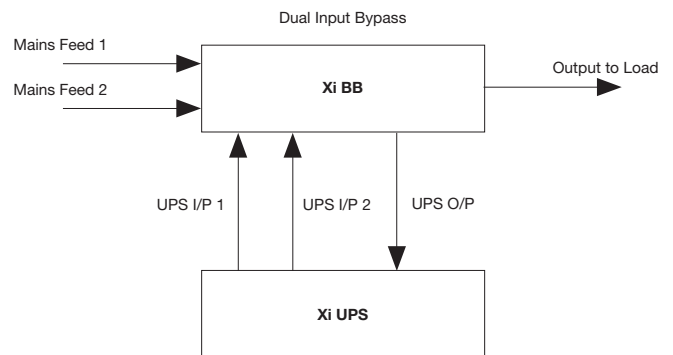 Dual Input Bypass
Mains Feed 1
Mains Feed 2
Xi BB
Output to Load
UPS I/P 1
UPS I/P 2
UPS O/P
Xi UPS